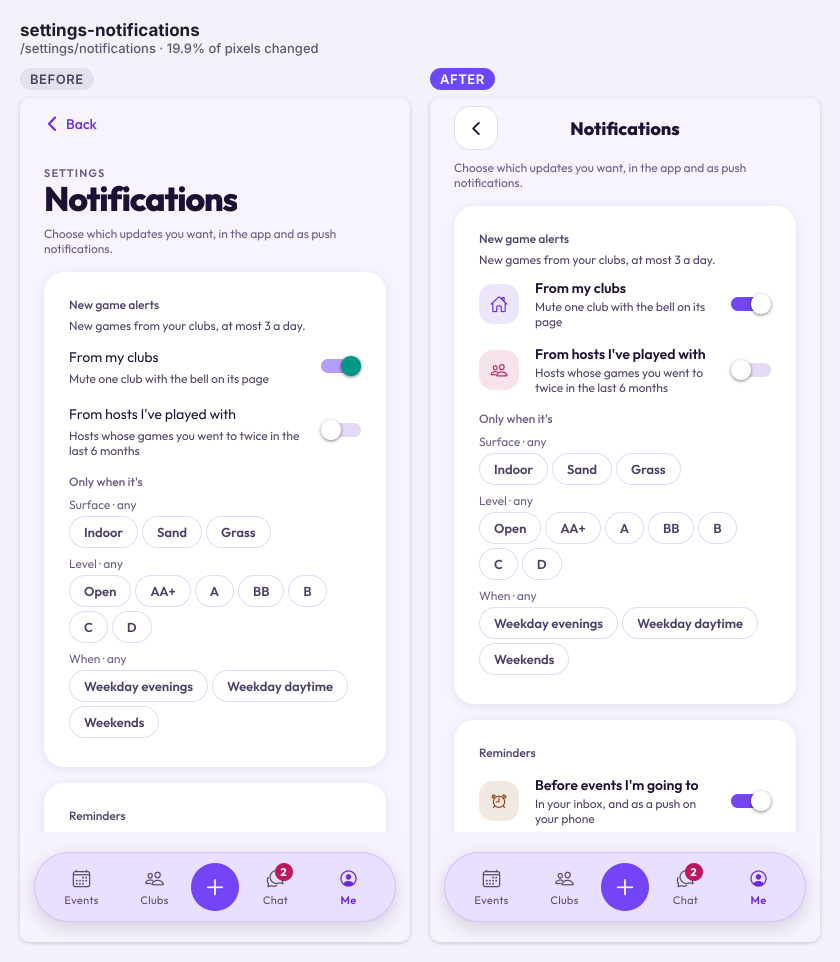 settings-notifications
/settings/notifications · 19.9% of pixels changed
BEFORE
Back
SETTINGS
Notifications
Choose which updates you want, in the app and as push
notifications.
New game alerts
New games from your clubs, at most 3 a day.
From my clubs
Mute one club with the bell on its page
From hosts I've played with
Hosts whose games you went to twice in the
last 6 months
Only when it's
Surface · any
Indoor Sand Grass
Level · any
Open AA+ A BB B
C D
When · any
Weekday evenings Weekday daytime
Weekends
Reminders
Events Clubs Chat 2 Me
AFTER
Notifications
Choose which updates you want, in the app and as push
notifications.
New game alerts
New games from your clubs, at most 3 a day.
From my clubs
Mute one club with the bell on its
page
From hosts I've played with
Hosts whose games you went to
twice in the last 6 months
Only when it's
Surface · any
Indoor Sand Grass
Level · any
Open AA+ A BB B
C D
When · any
Weekday evenings Weekday daytime
Weekends
Reminders
Before events I'm going to
In your inbox, and as a push on
your phone
Events Clubs Chat 2 Me